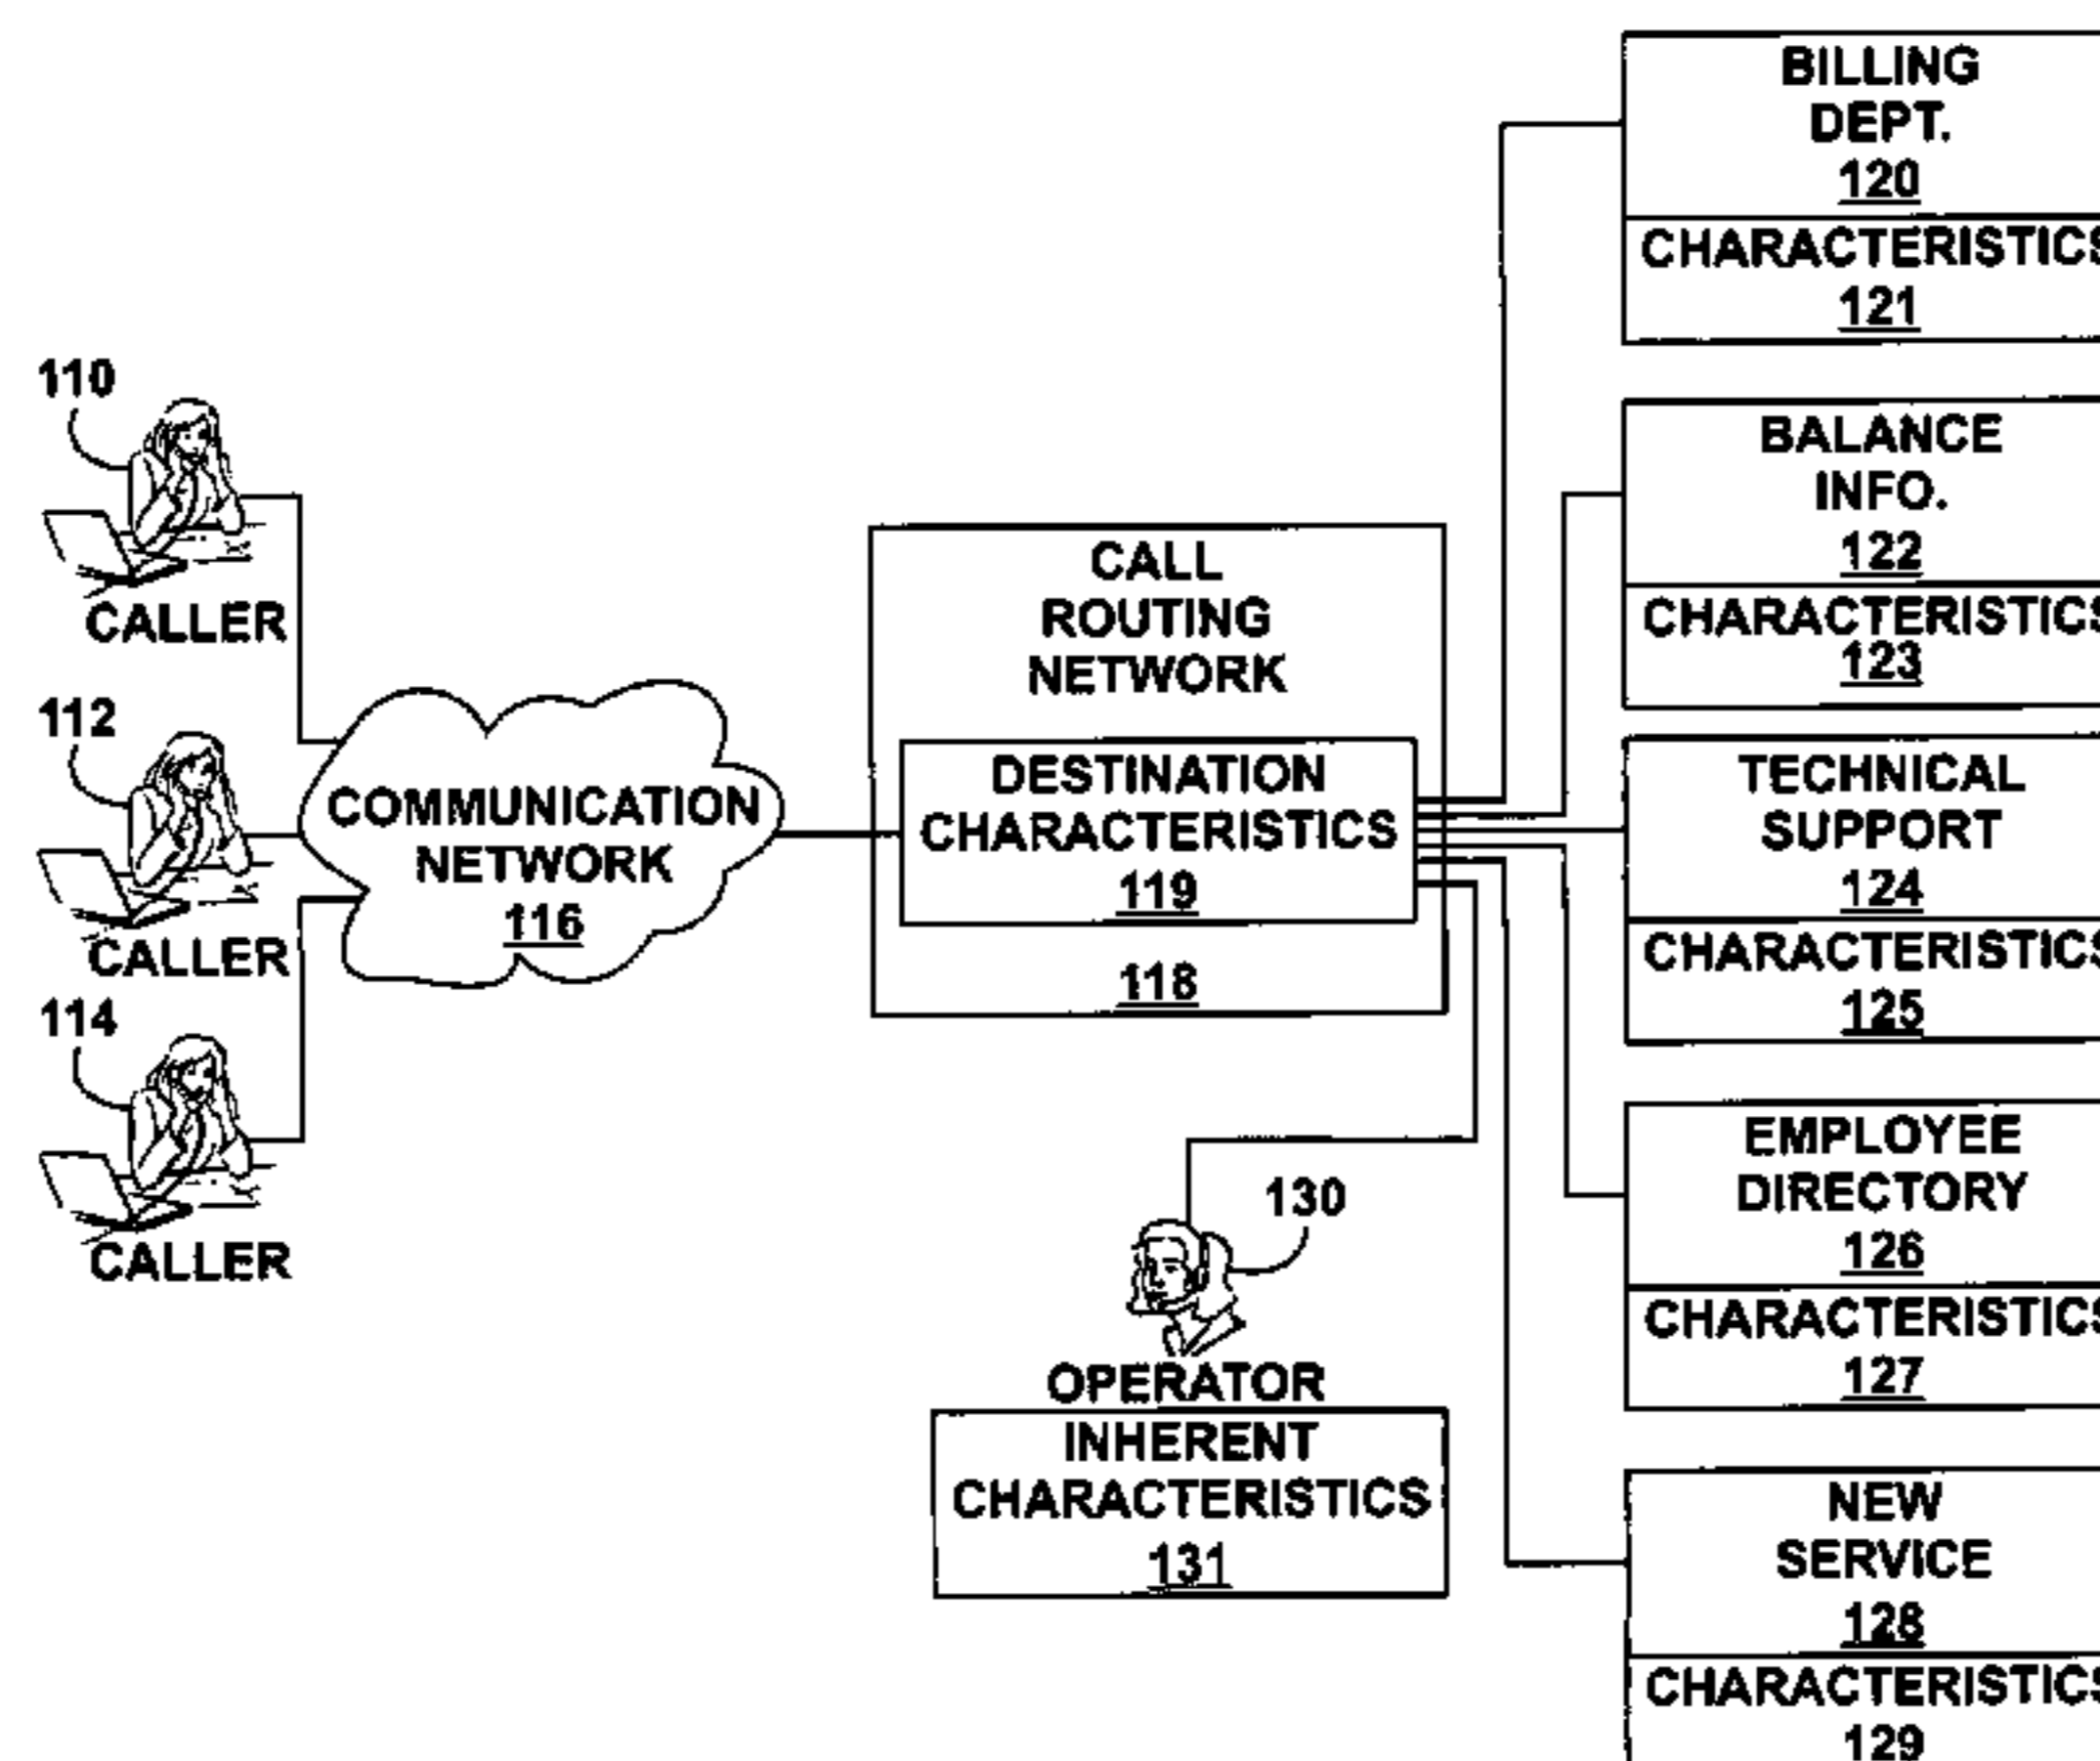 110
CALLER
112
CALLER
114
CALLER
COMMUNICATION
NETWORK
116
CALL
ROUTING
NETWORK
DESTINATION
CHARACTERISTICS
119
118
130
OPERATOR
INHERENT
CHARACTERISTICS
131
BILLING
DEPT.
120
CHARACTERISTICS
121
BALANCE
INFO.
122
CHARACTERISTICS
123
TECHNICAL
SUPPORT
124
CHARACTERISTICS
125
EMPLOYEE
DIRECTORY
126
CHARACTERISTICS
127
NEW
SERVICE
128
CHARACTERISTICS
129